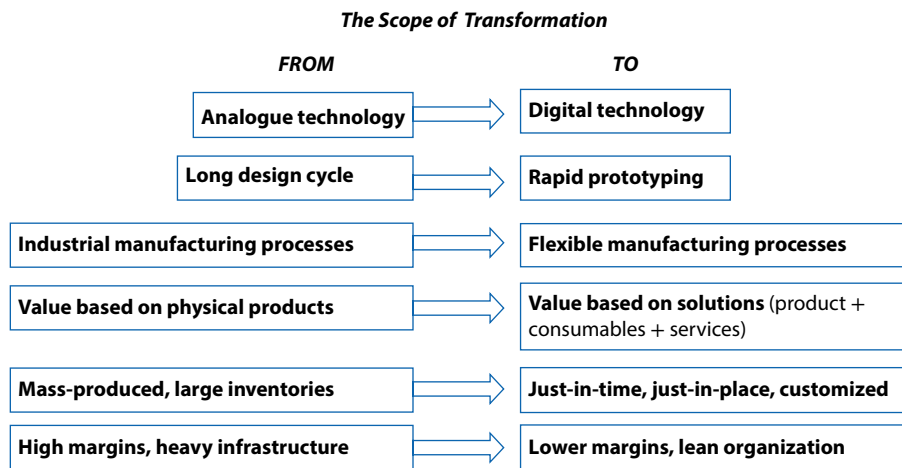 The Scope of Transformation
FROM
TO
Analogue technology
Digital technology
Long design cycle
Rapid prototyping
Industrial manufacturing processes
Flexible manufacturing processes
Value based on physical products
Value based on solutions (product +
consumables + services)
Mass-produced, large inventories
Just-in-time, just-in-place, customized
High margins, heavy infrastructure
Lower margins, lean organization